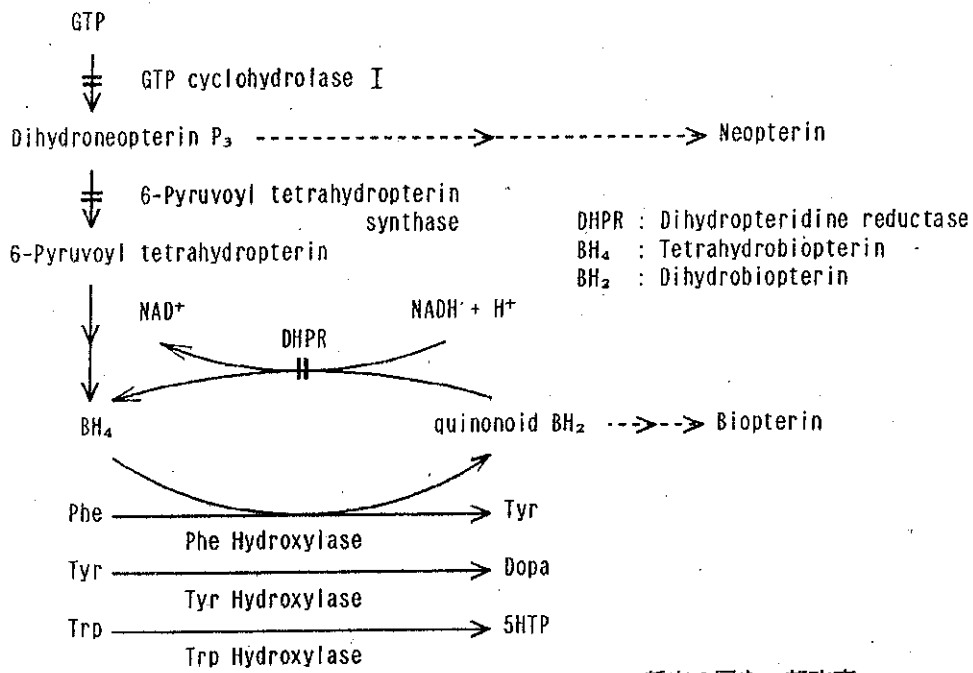 GTP
GTP cyclohydrolase I
Dihydroneopterin P₃
Neopterin
6-Pyruvoyl tetrahydropterin
synthase
DHPR : Dihydropteridine reductase
6-Pyruvoyl tetrahydropterin
BH₄ : Tetrahydrobiopterin
BH₂ : Dihydrobiopterin
NAD⁺
NADH + H⁺
DHPR
BH₄
quinonoid BH₂
Biopterin
Phe
Tyr
Phe Hydroxylase
Tyr
Dopa
Tyr Hydroxylase
Trp
5HTP
Trp Hydroxylase